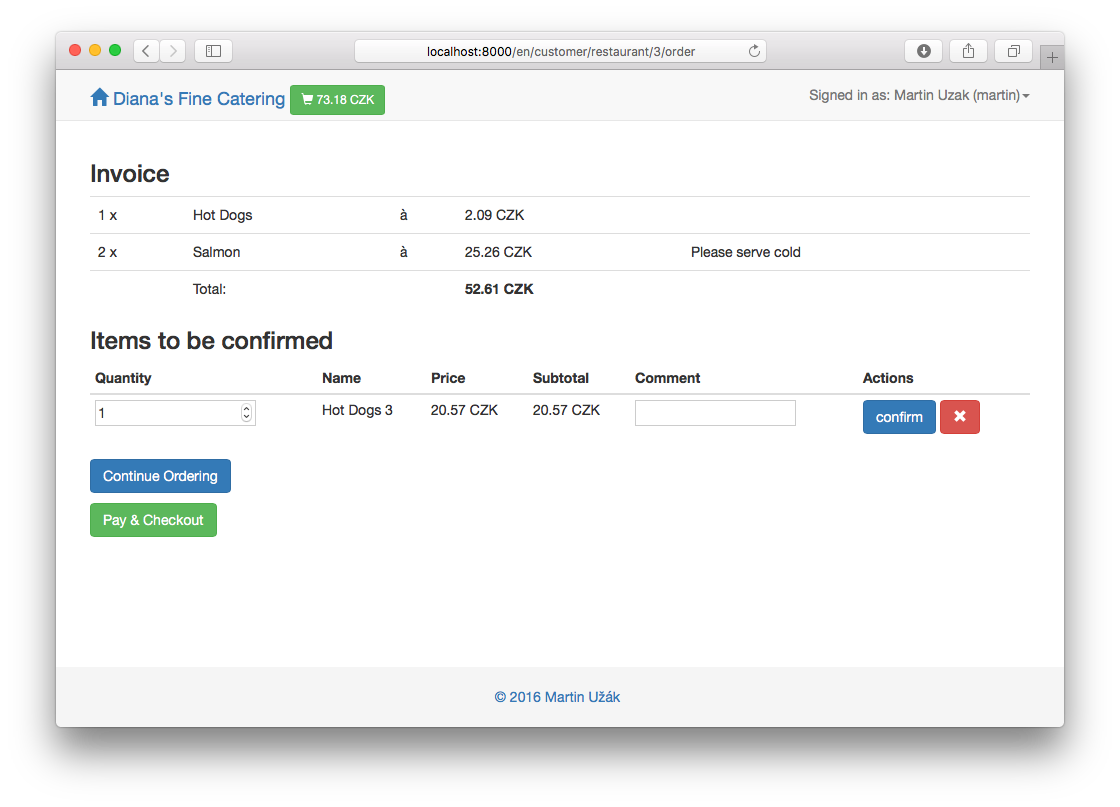 localhost:8000/en/customer/restaurant/3/order
Diana's Fine Catering 73.18 CZK Signed in as: Martin Uzak (martin)
Invoice
1 x Hot Dogs à 2.09 CZK
2 x Salmon à 25.26 CZK Please serve cold
Total: 52.61 CZK
Items to be confirmed
Quantity Name Price Subtotal Comment Actions
1 Hot Dogs 3 20.57 CZK 20.57 CZK confirm
Continue Ordering
Pay & Checkout
© 2016 Martin Užák